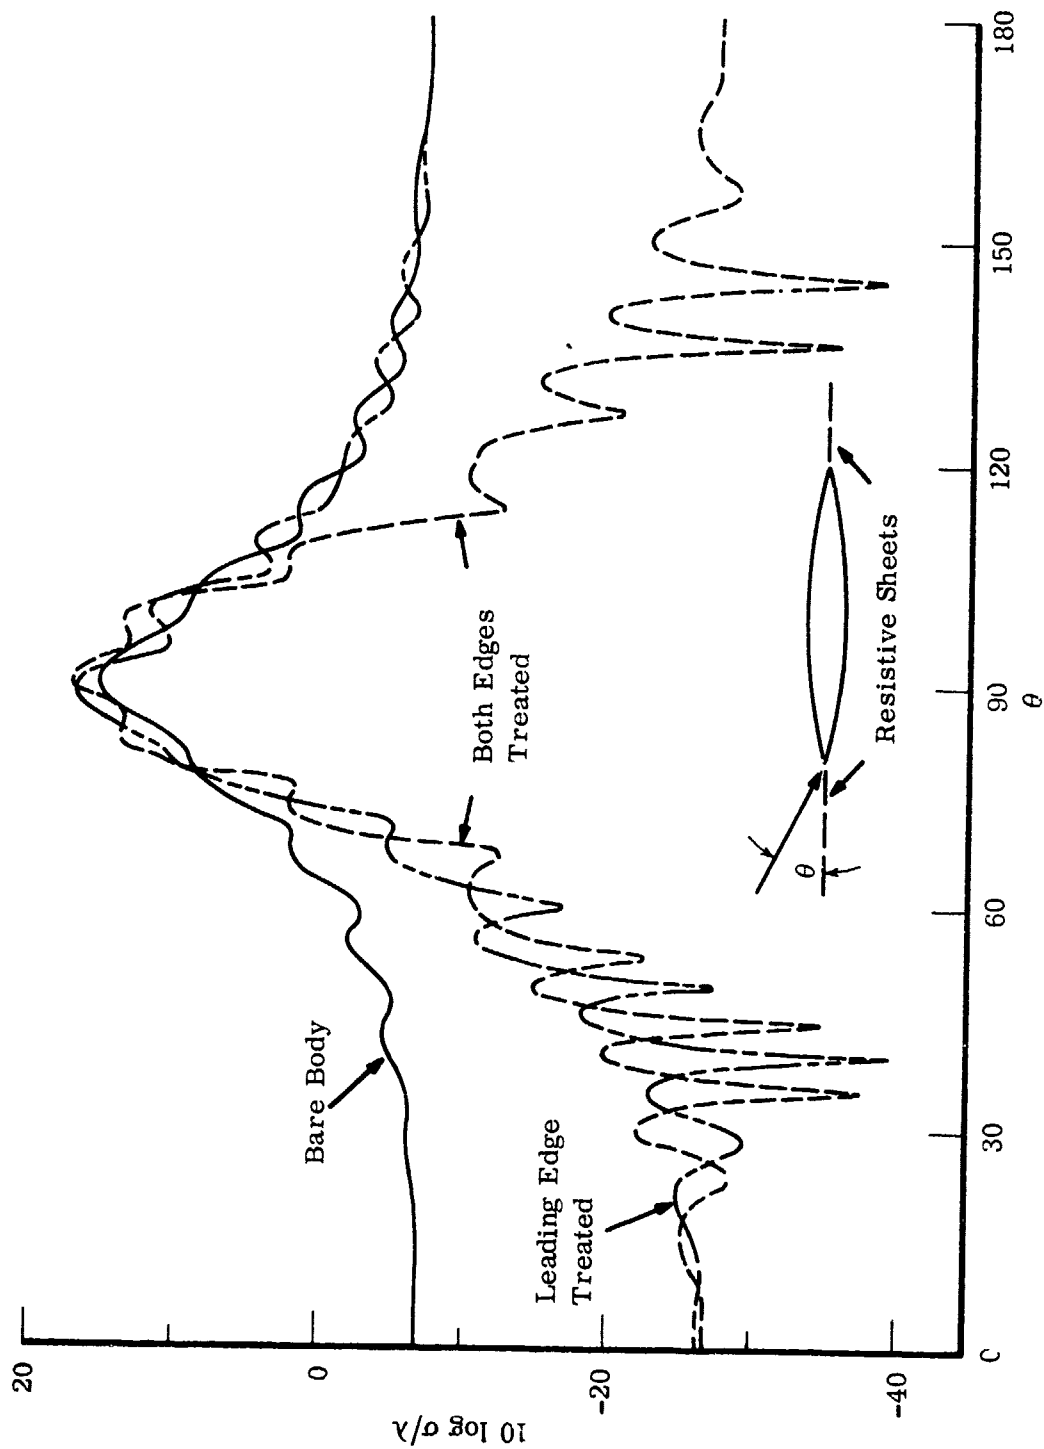 20
0
-20
-40
10 log σ/λ
C
30
60
90
120
150
180
θ
Bare Body
Leading Edge
Treated
Both Edges
Treated
θ
Resistive Sheets